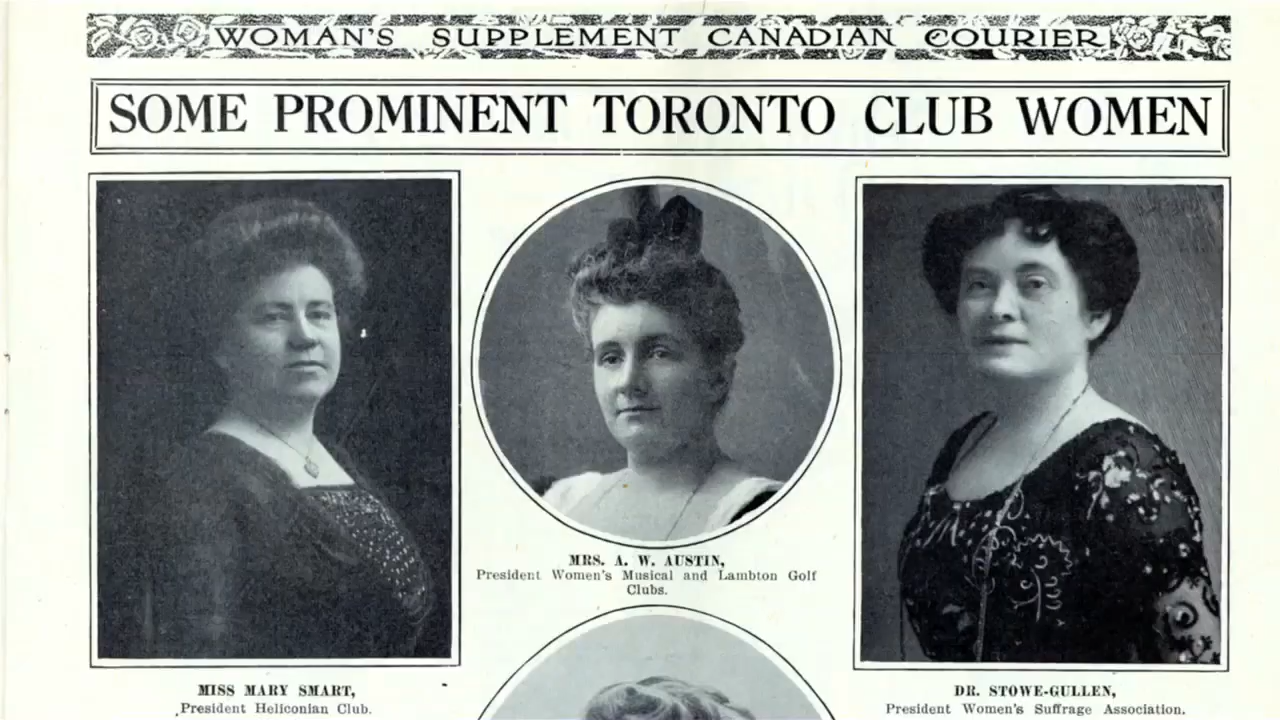 WOMAN'S SUPPLEMENT CANADIAN COURIER
SOME PROMINENT TORONTO CLUB WOMEN
MRS. A. W. AUSTIN,
President Women's Musical and Lambton Golf
Clubs.
MISS MARY SMART,
President Heliconian Club.
DR. STOWE-GULLEN,
President Women's Suffrage Association.